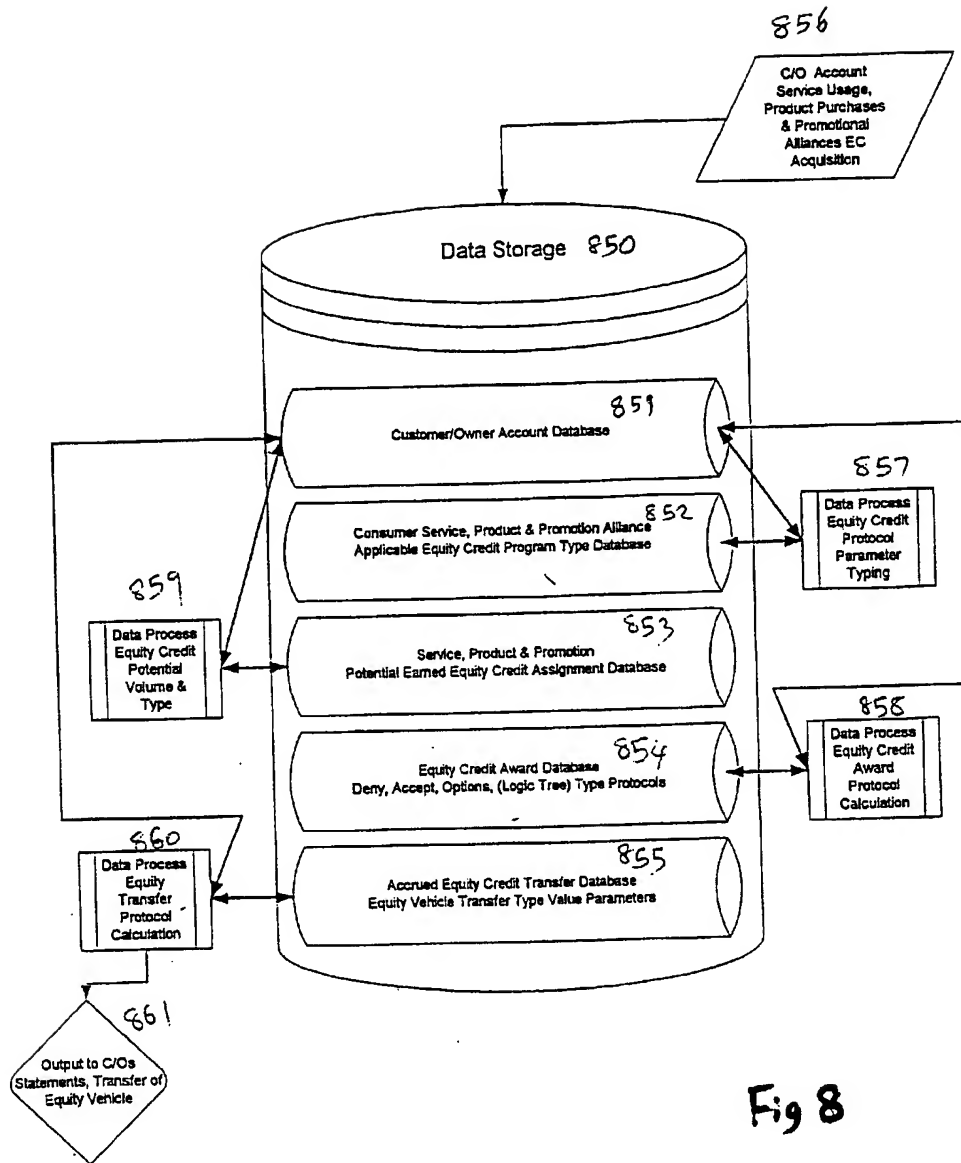 856
C/O Account
Service Usage,
Product Purchases
& Promotional
Alliances EC
Acquisition
Data Storage 850
851
Customer/Owner Account Database
857
Data Process
Equity Credit
Protocol
Parameter
Typing
852
Consumer Service, Product & Promotion Alliance
Applicable Equity Credit Program Type Database
859
Data Process
Equity Credit
Potential
Volume &
Type
853
Service, Product & Promotion
Potential Earned Equity Credit Assignment Database
858
Data Process
Equity Credit
Award
Protocol
Calculation
854
Equity Credit Award Database
Deny, Accept, Options, (Logic Tree) Type Protocols
860
Data Process
Equity
Transfer
Protocol
Calculation
855
Accrued Equity Credit Transfer Database
Equity Vehicle Transfer Type Value Parameters
861
Output to C/Os
Statements, Transfer of
Equity Vehicle
Fig 8